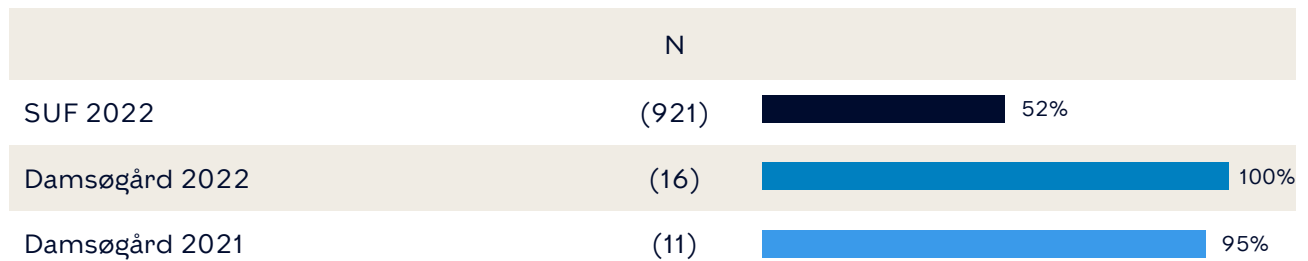 N
SUF 2022 (921) 52%
Damsøgård 2022 (16) 100%
Damsøgård 2021 (11) 95%